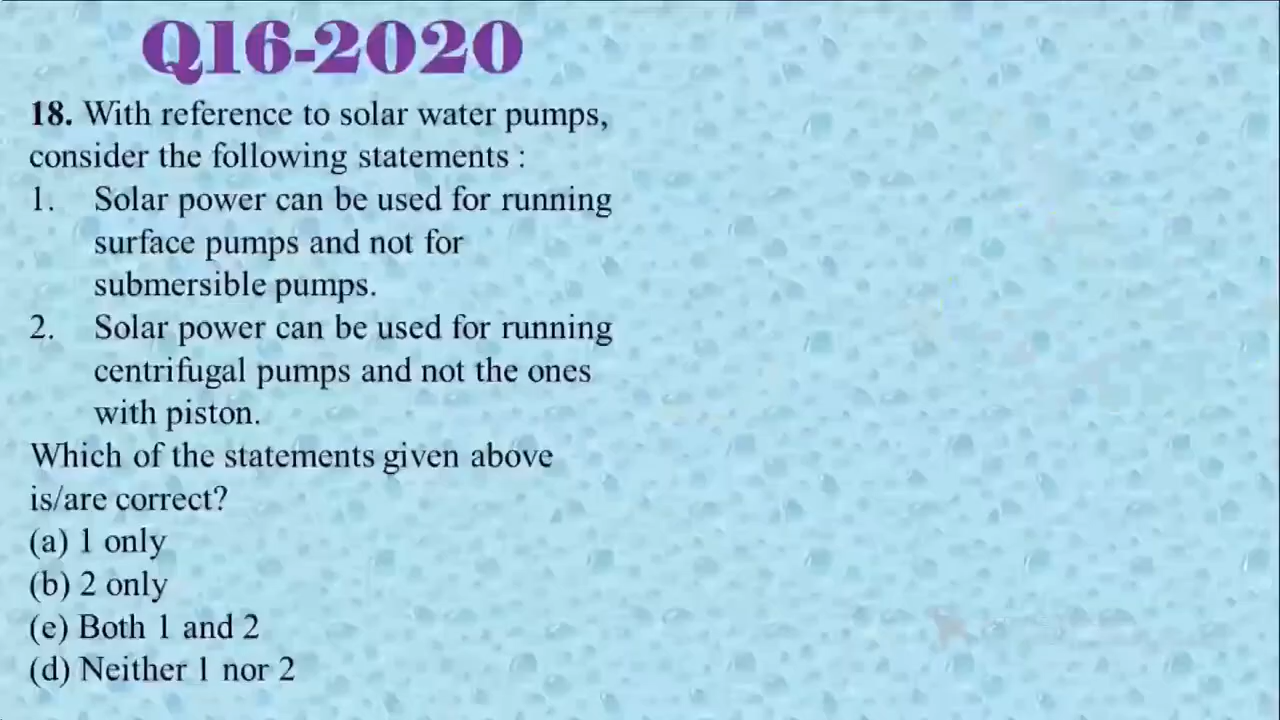 Q16-2020
18. With reference to solar water pumps,
consider the following statements :
1. Solar power can be used for running
surface pumps and not for
submersible pumps.
2. Solar power can be used for running
centrifugal pumps and not the ones
with piston.
Which of the statements given above
is/are correct?
(a) 1 only
(b) 2 only
(e) Both 1 and 2
(d) Neither 1 nor 2